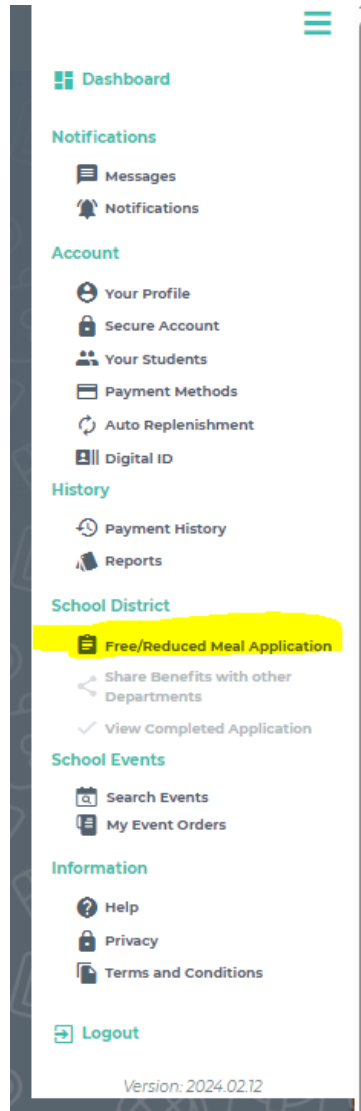 Dashboard
Notifications
Messages
Notifications
Account
Your Profile
Secure Account
Your Students
Payment Methods
Auto Replenishment
Digital ID
History
Payment History
Reports
School District
Free/Reduced Meal Application
Share Benefits with other
Departments
View Completed Application
School Events
Search Events
My Event Orders
Information
Help
Privacy
Terms and Conditions
Logout
Version: 2024.02.12